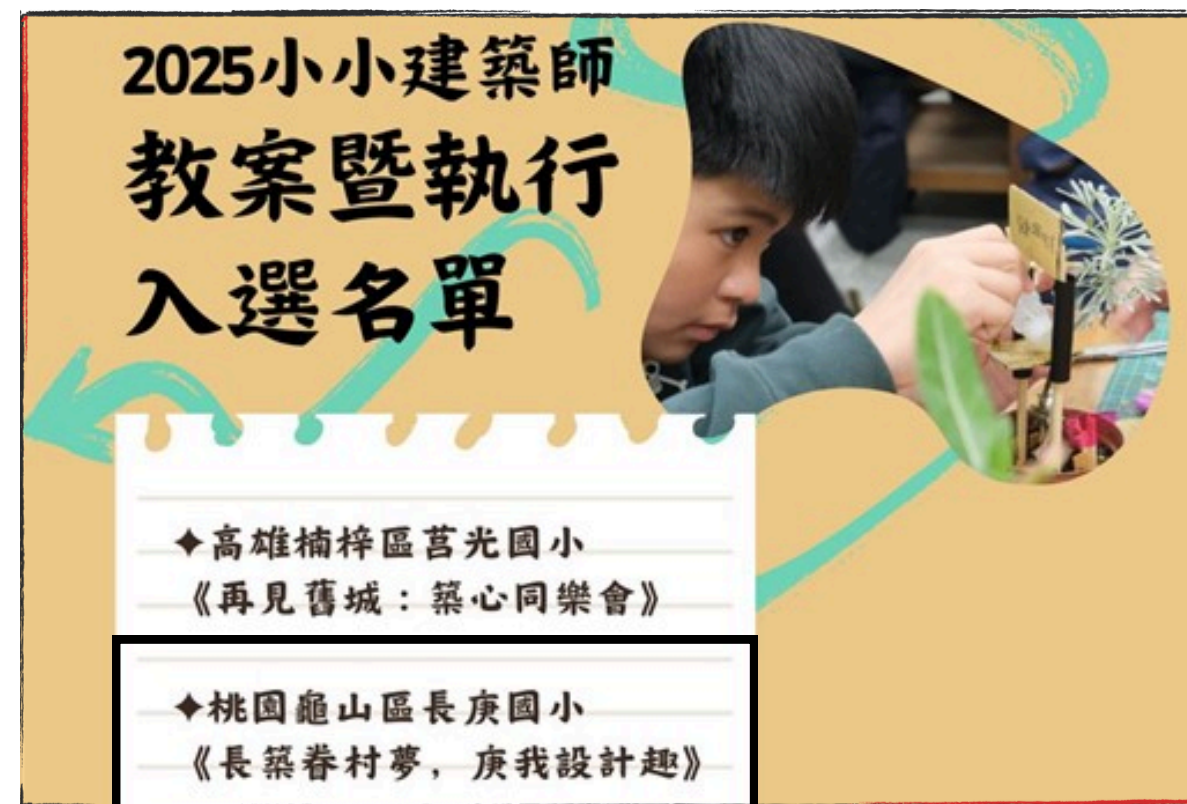 2025小小建築師
教案暨執行
入選名單
✦高雄楠梓區莒光國小
《再見舊城：築心同樂會》
✦桃園龜山區長庚國小
《長築眷村夢，庚我設計趣》